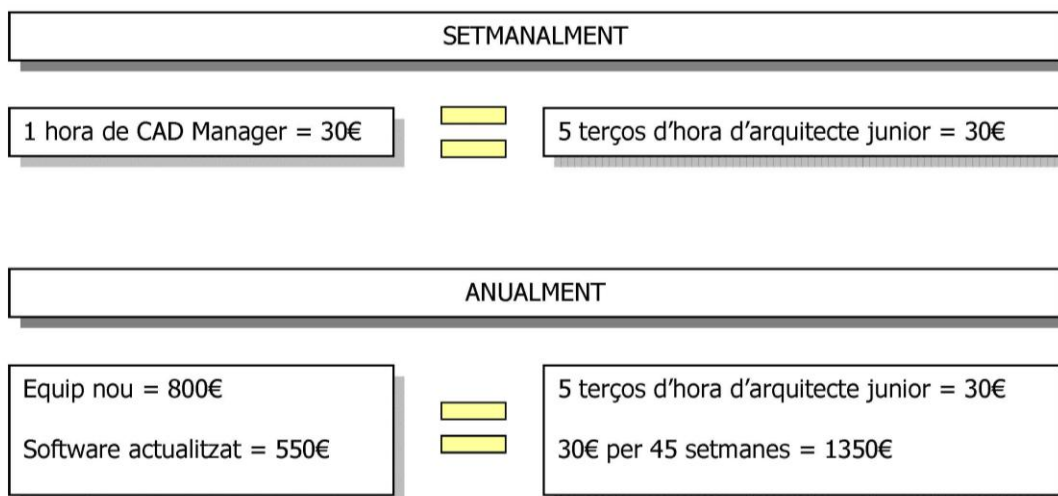 SETMANALMENT
1 hora de CAD Manager = 30€
5 terços d'hora d'arquitecte junior = 30€
ANUALMENT
Equip nou = 800€
Software actualitzat = 550€
5 terços d'hora d'arquitecte junior = 30€
30€ per 45 setmanes = 1350€